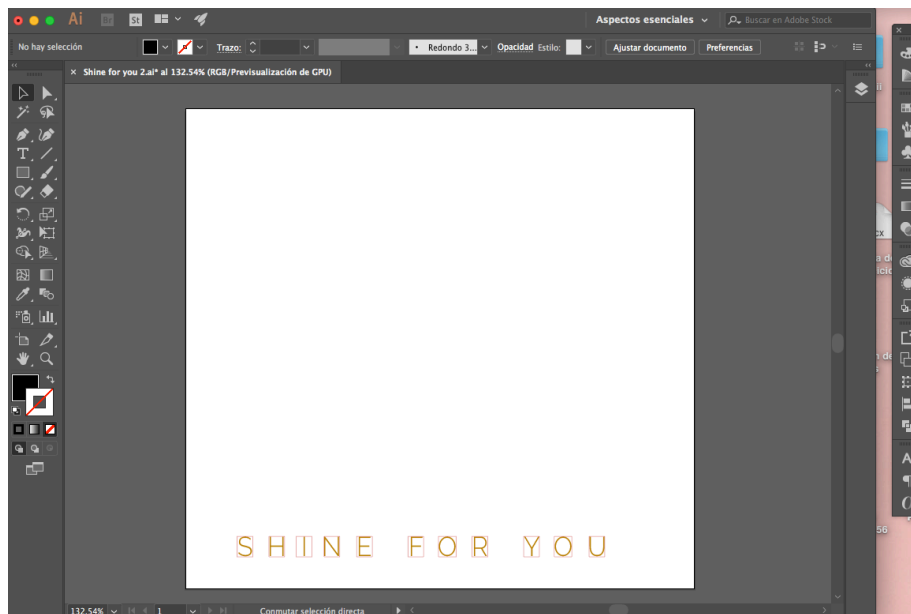 Ai Br St Aspectos esenciales Buscar en Adobe Stock
No hay selección Trazo: Redondo 3... Opacidad Estilo: Ajustar documento Preferencias
× Shine for you 2.ai* al 132.54% (RGB/Previsualización de GPU)
SHINE FOR YOU
132.54% 1 Conmutar selección directa